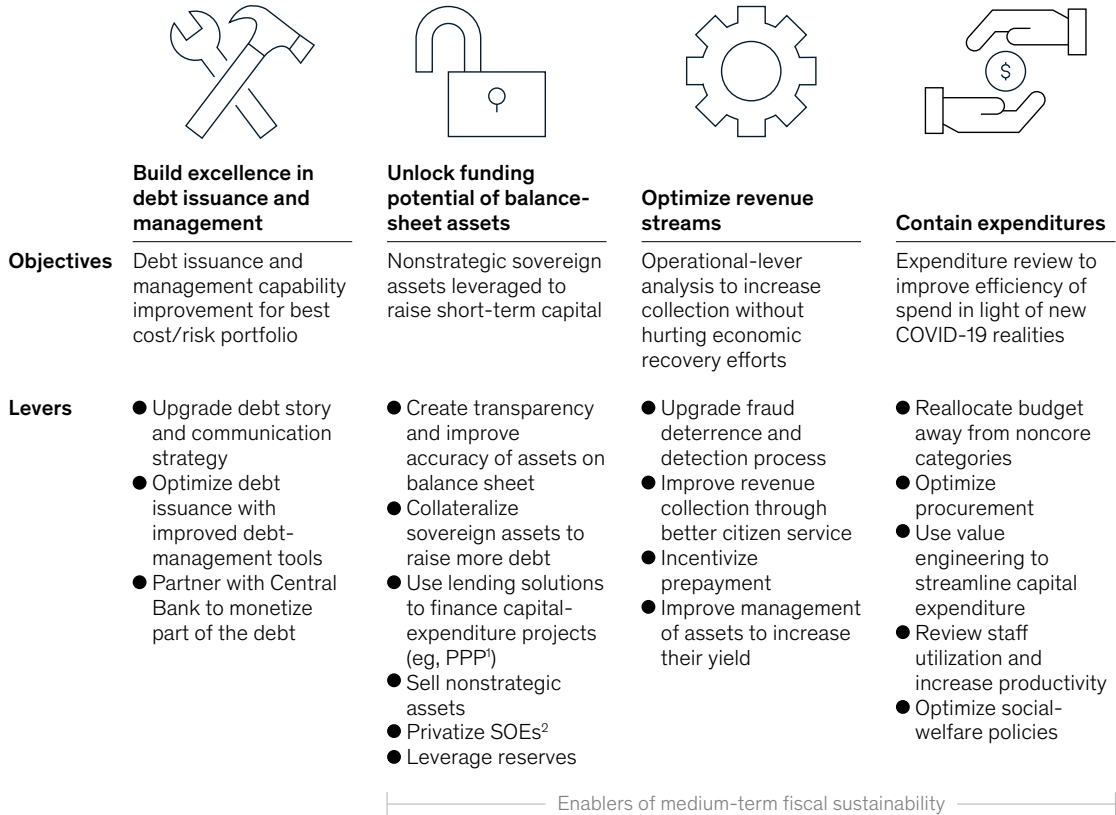 $
Build excellence in
debt issuance and
management
Unlock funding
potential of balance-
sheet assets
Optimize revenue
streams
Contain expenditures
Objectives
Debt issuance and
management capability
improvement for best
cost/risk portfolio
Nonstrategic sovereign
assets leveraged to
raise short-term capital
Operational-lever
analysis to increase
collection without
hurting economic
recovery efforts
Expenditure review to
improve efficiency of
spend in light of new
COVID-19 realities
Levers
● Upgrade debt story
and communication
strategy
● Optimize debt
issuance with
improved debt-
management tools
● Partner with Central
Bank to monetize
part of the debt
● Create transparency
and improve
accuracy of assets on
balance sheet
● Collateralize
sovereign assets to
raise more debt
● Use lending solutions
to finance capital-
expenditure projects
(eg, PPP¹)
● Sell nonstrategic
assets
● Privatize SOEs²
● Leverage reserves
● Upgrade fraud
deterrence and
detection process
● Improve revenue
collection through
better citizen service
● Incentivize
prepayment
● Improve management
of assets to increase
their yield
● Reallocate budget
away from noncore
categories
● Optimize
procurement
● Use value
engineering to
streamline capital
expenditure
● Review staff
utilization and
increase productivity
● Optimize social-
welfare policies
Enablers of medium-term fiscal sustainability